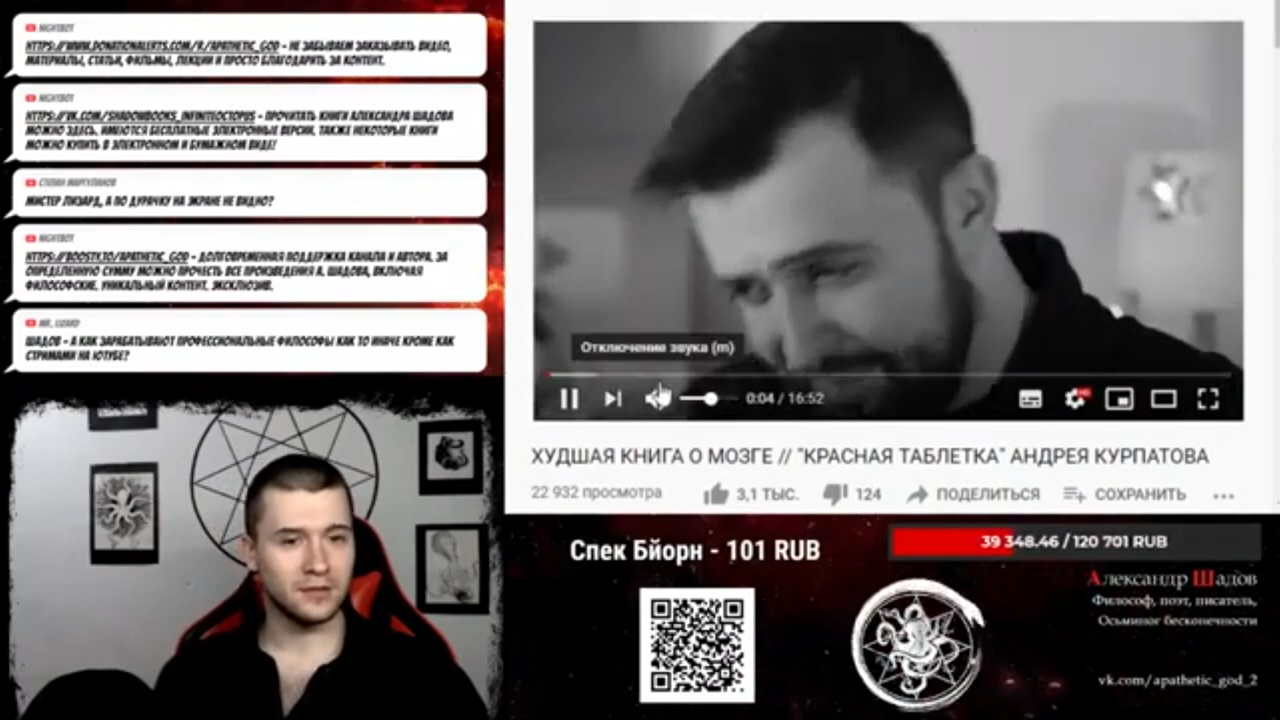 NIGHTBOT
HTTPS://WWW.DONATIONALERTS.COM/R/APATHETIC_GOD - НЕ ЗАБЫВАЕМ ЗАКАЗЫВАТЬ ВИДЕО,
МАТЕРИАЛЫ, СТАТЬИ, ФИЛЬМЫ, ЛЕКЦИИ И ПРОСТО БЛАГОДАРИТЬ ЗА КОНТЕНТ.
NIGHTBOT
HTTPS://VK.COM/SHADOWBOOKS_INFINITEOCTOPUS - ПРОЧИТАТЬ КНИГИ АЛЕКСАНДРА ШАДОВА
МОЖНО ЗДЕСЬ. ИМЕЮТСЯ БЕСПЛАТНЫЕ ЭЛЕКТРОННЫЕ ВЕРСИИ, ТАКЖЕ НЕКОТОРЫЕ КНИГИ
МОЖНО КУПИТЬ В ЭЛЕКТРОННОМ И БУМАЖНОМ ВИДЕ!
СТЕПАН МАРГУЛАНОВ
МИСТЕР ЛИЗАРД, А ПО ДУРАЧКУ НА ЭКРАНЕ НЕ ВИДНО?
NIGHTBOT
HTTPS://BOOSTY.TO/APATHETIC_GOD - ДОЛГОВРЕМЕННАЯ ПОДДЕРЖКА КАНАЛА И АВТОРА. ЗА
ОПРЕДЕЛЕННУЮ СУММУ МОЖНО ПРОЧЕСТЬ ВСЕ ПРОИЗВЕДЕНИЯ А. ШАДОВА, ВКЛЮЧАЯ
ФИЛОСОФСКИЕ. УНИКАЛЬНЫЙ КОНТЕНТ. ЭКСКЛЮЗИВ.
MR. LIZARD
ШАДОВ - А КАК ЗАРАБАТЫВАЮТ ПРОФЕССИОНАЛЬНЫЕ ФИЛОСОФЫ КАК ТО ИНАЧЕ КРОМЕ КАК
СТРИМАМИ НА ЮТУБЕ?
Отключение звука (m)
0:04 / 16:52
HD
ХУДШАЯ КНИГА О МОЗГЕ // "КРАСНАЯ ТАБЛЕТКА" АНДРЕЯ КУРПАТОВА
22 932 просмотра
3,1 ТЫС.
124
ПОДЕЛИТЬСЯ
СОХРАНИТЬ
Спек Бйорн - 101 RUB
39 348.46 / 120 701 RUB
Александр Шадов
Философ, поэт, писатель,
Осьминог бесконечности
vk.com/apathetic_god_2